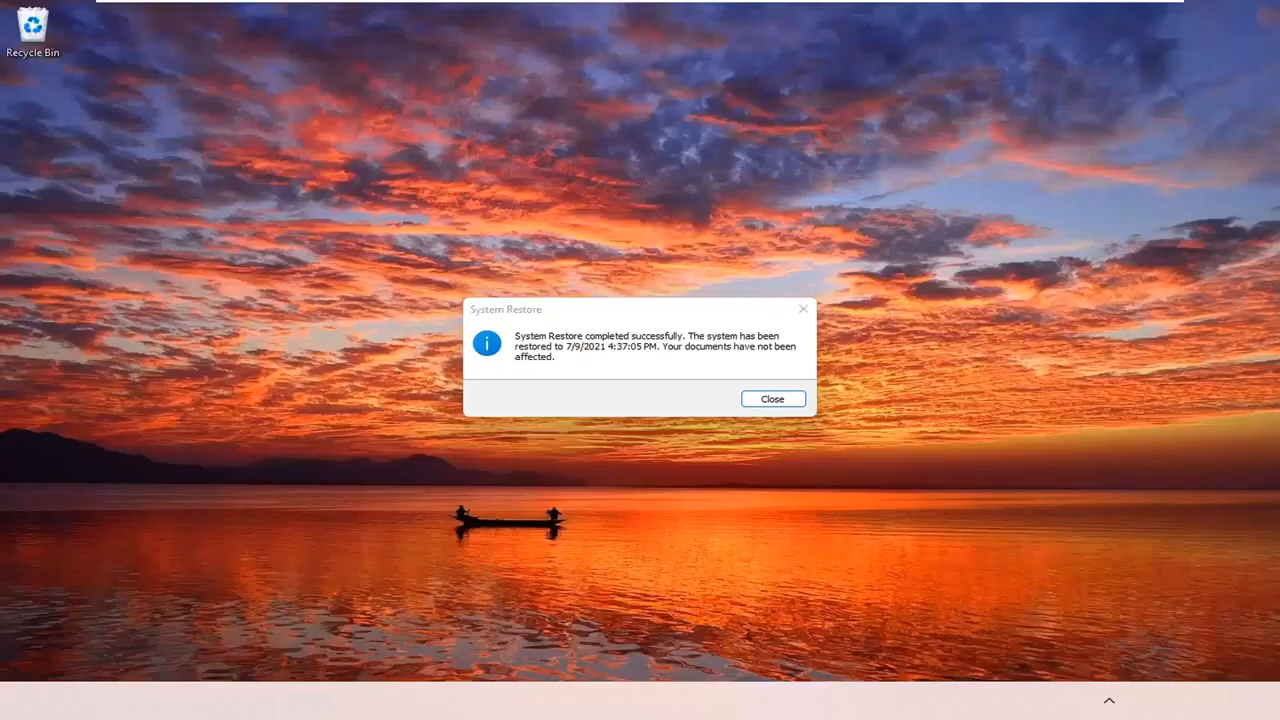 Recycle Bin
System Restore
System Restore completed successfully. The system has been
restored to 7/9/2021 4:37:05 PM. Your documents have not been
affected.
Close